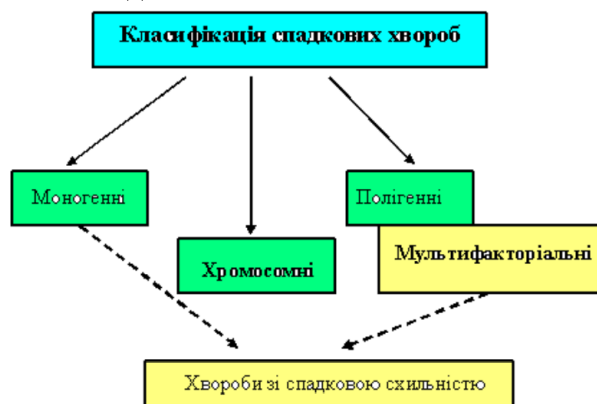 Класифікація спадкових хвороб
Моногенні
Полігенні
Хромосомні
Мультифакторіальні
Хвороби зі спадковою схильністю